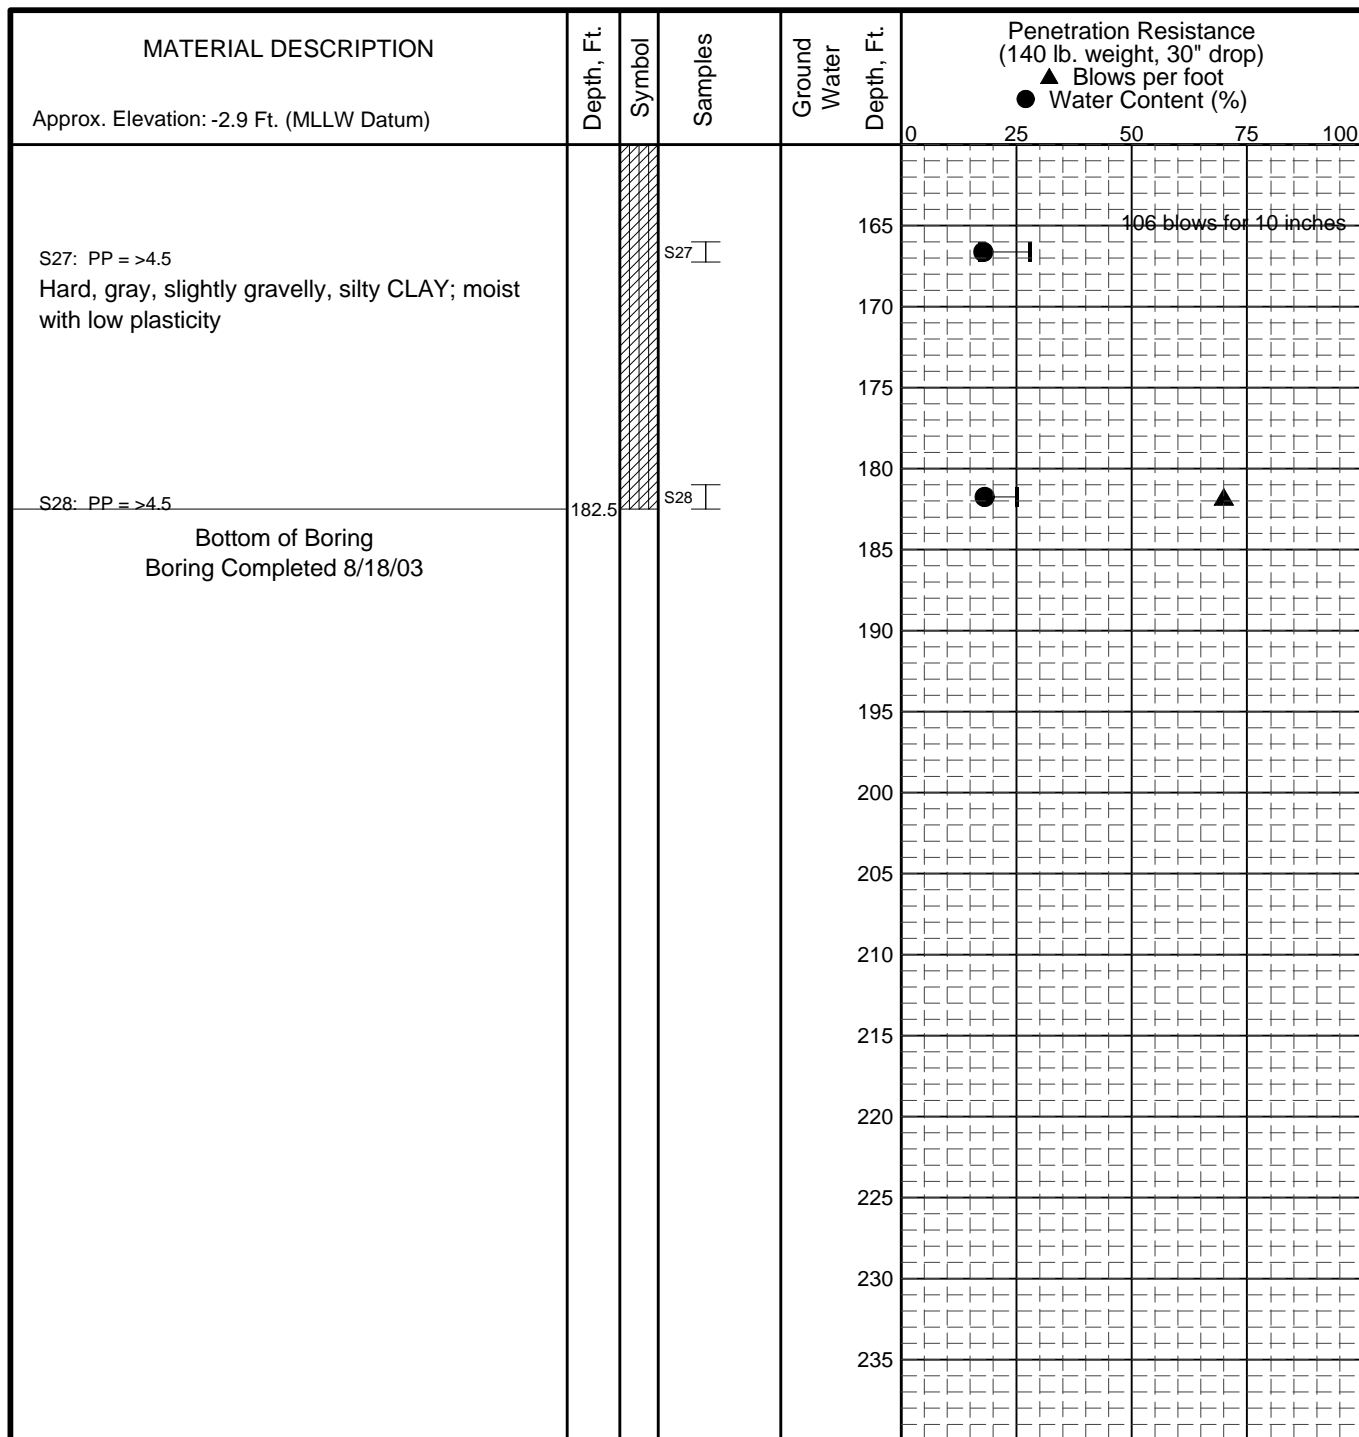 MATERIAL DESCRIPTION
Approx. Elevation: -2.9 Ft. (MLLW Datum)
Depth, Ft.
Symbol
Samples
Ground
Water
Depth, Ft.
Penetration Resistance
(140 lb. weight, 30" drop)
▲ Blows per foot
● Water Content (%)
0 25 50 75 100
165
106 blows for 10 inches
S27: PP = >4.5
S27
Hard, gray, slightly gravelly, silty CLAY; moist
with low plasticity
170
175
180
S28: PP = >4.5
S28
182.5
Bottom of Boring
Boring Completed 8/18/03
185
190
195
200
205
210
215
220
225
230
235